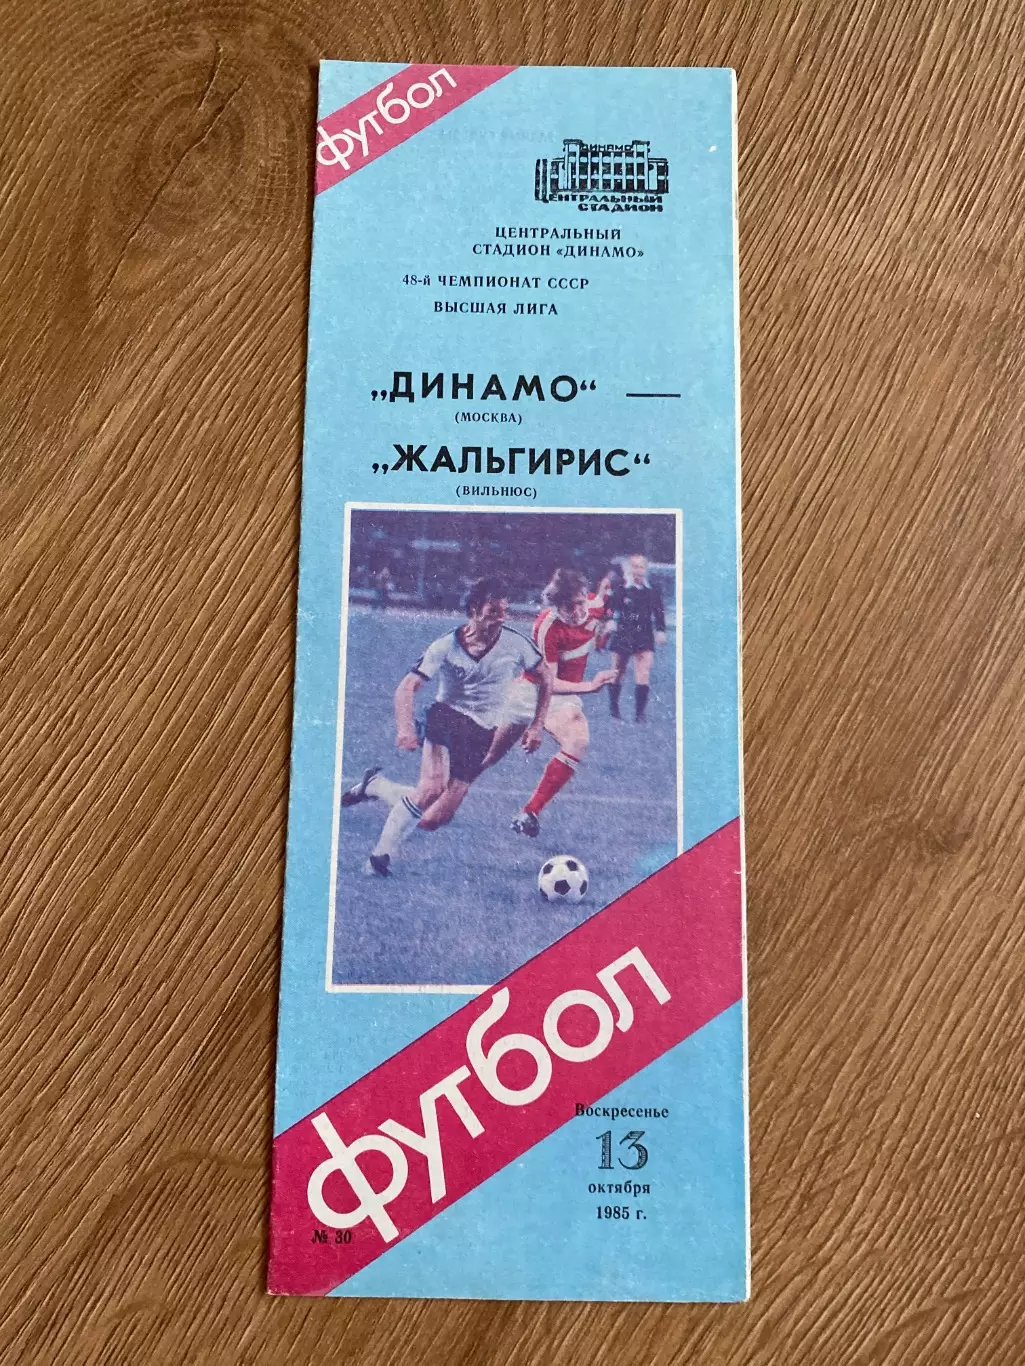 футбол
ДИНАМО
ЦЕНТРАЛЬНЫЙ
СТАДИОН
ЦЕНТРАЛЬНЫЙ
СТАДИОН «ДИНАМО»
48-й ЧЕМПИОНАТ СССР
ВЫСШАЯ ЛИГА
„ДИНАМО“ —
(МОСКВА)
„ЖАЛЬГИРИС“
(ВИЛЬНЮС)
футбол
Воскресенье
13
октября
1985 г.
№ 30